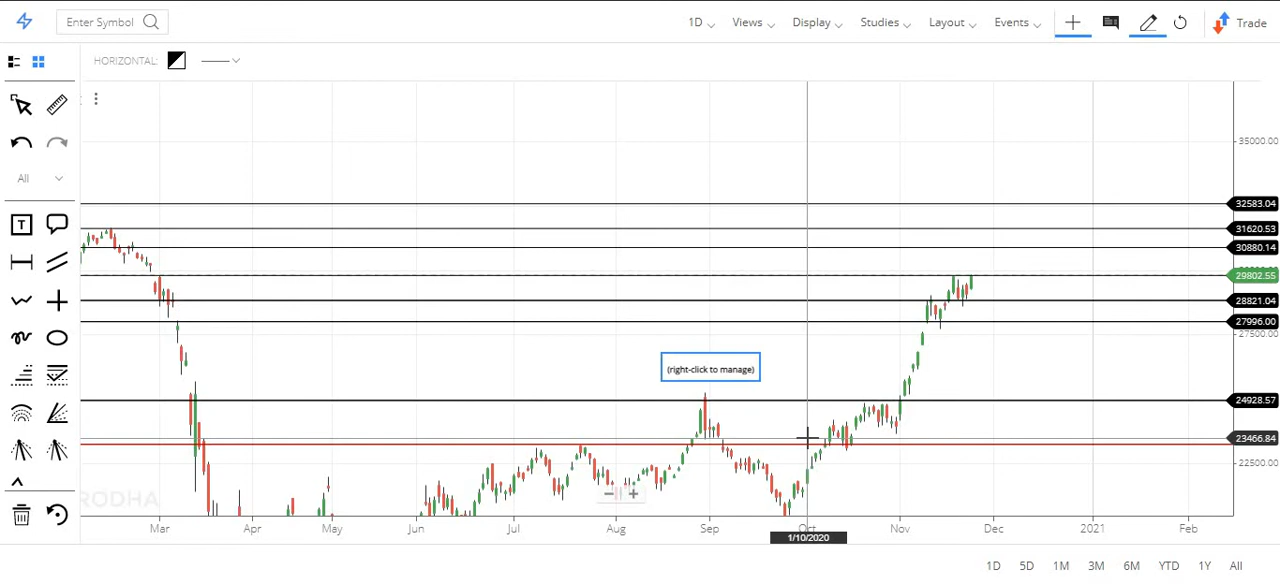 Enter Symbol
1D Views Display Studies Layout Events Trade
HORIZONTAL:
35000.00
32583.04
31620.53
30880.14
29802.55
28821.04
27996.00
27500.00
(right-click to manage)
24928.57
23466.84
22500.00
All
T
RODHA
Mar Apr May Jun Jul Aug Sep Oct Nov Dec 2021 Feb
1/10/2020
1D 5D 1M 3M 6M YTD 1Y All